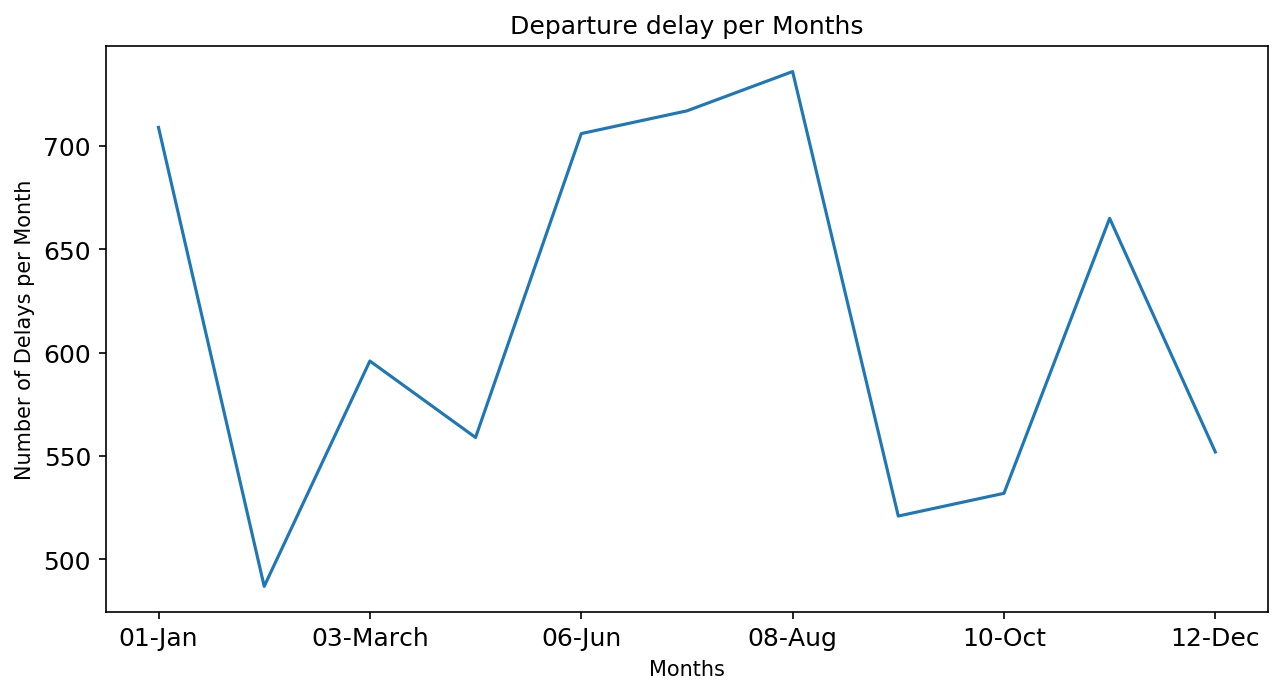 Departure delay per Months
Number of Delays per Month
700
650
600
550
500
01-Jan 03-March 06-Jun 08-Aug 10-Oct 12-Dec
Months